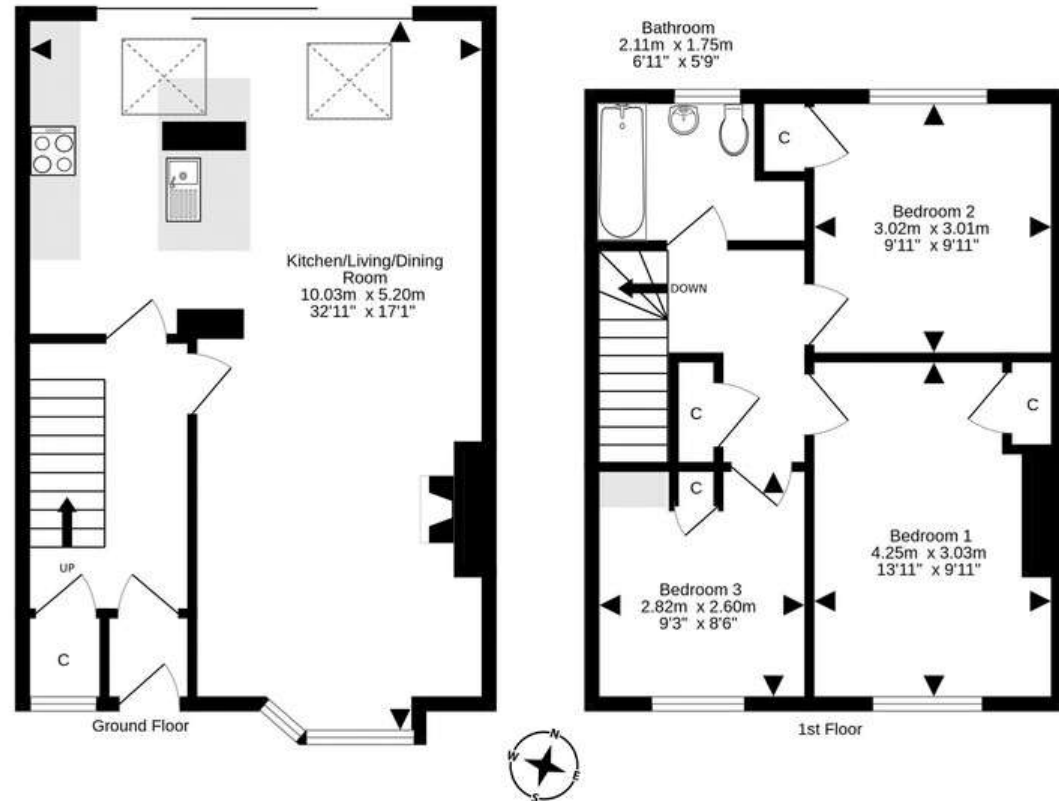 Bathroom
2.11m x 1.75m
6'11" x 5'9"
C
Bedroom 2
3.02m x 3.01m
9'11" x 9'11"
Kitchen/Living/Dining
Room
10.03m x 5.20m
32'11" x 17'1"
DOWN
C
C
C
Bedroom 1
4.25m x 3.03m
13'11" x 9'11"
UP
Bedroom 3
2.82m x 2.60m
9'3" x 8'6"
C
Ground Floor
1st Floor
N
W
E
S